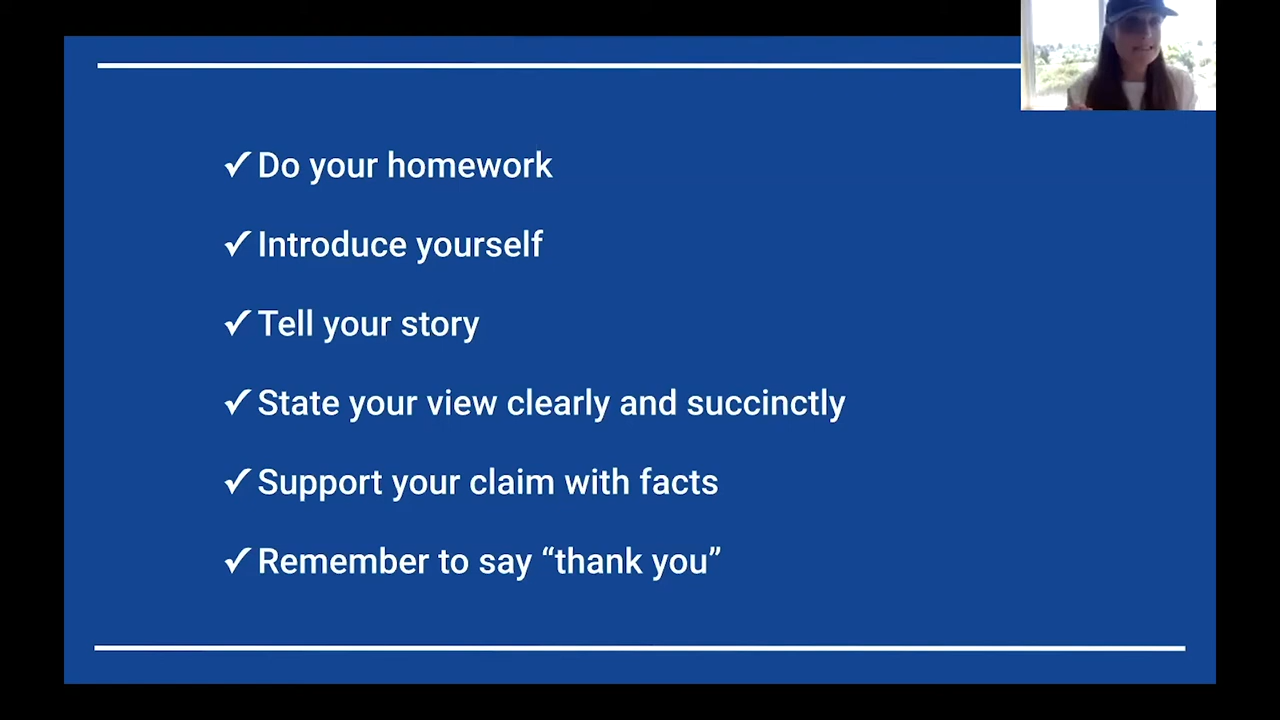 ✓ Do your homework
✓ Introduce yourself
✓ Tell your story
✓ State your view clearly and succinctly
✓ Support your claim with facts
✓ Remember to say “thank you”